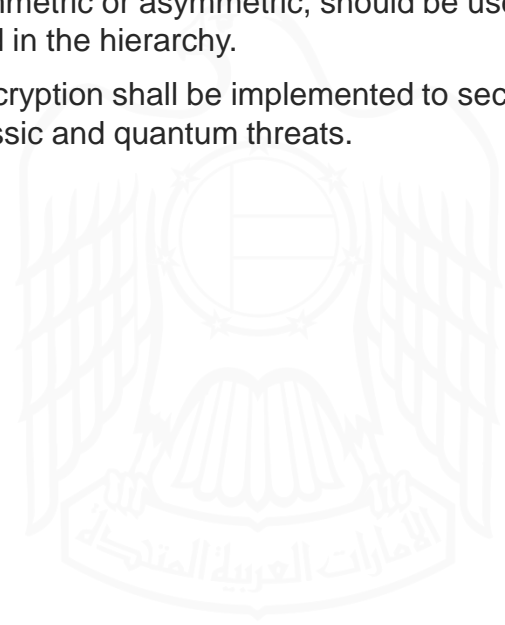 mmetric or asymmetric, should be use
l in the hierarchy.
cryption shall be implemented to sec
ssic and quantum threats.
الإمارات العربية المتحدة